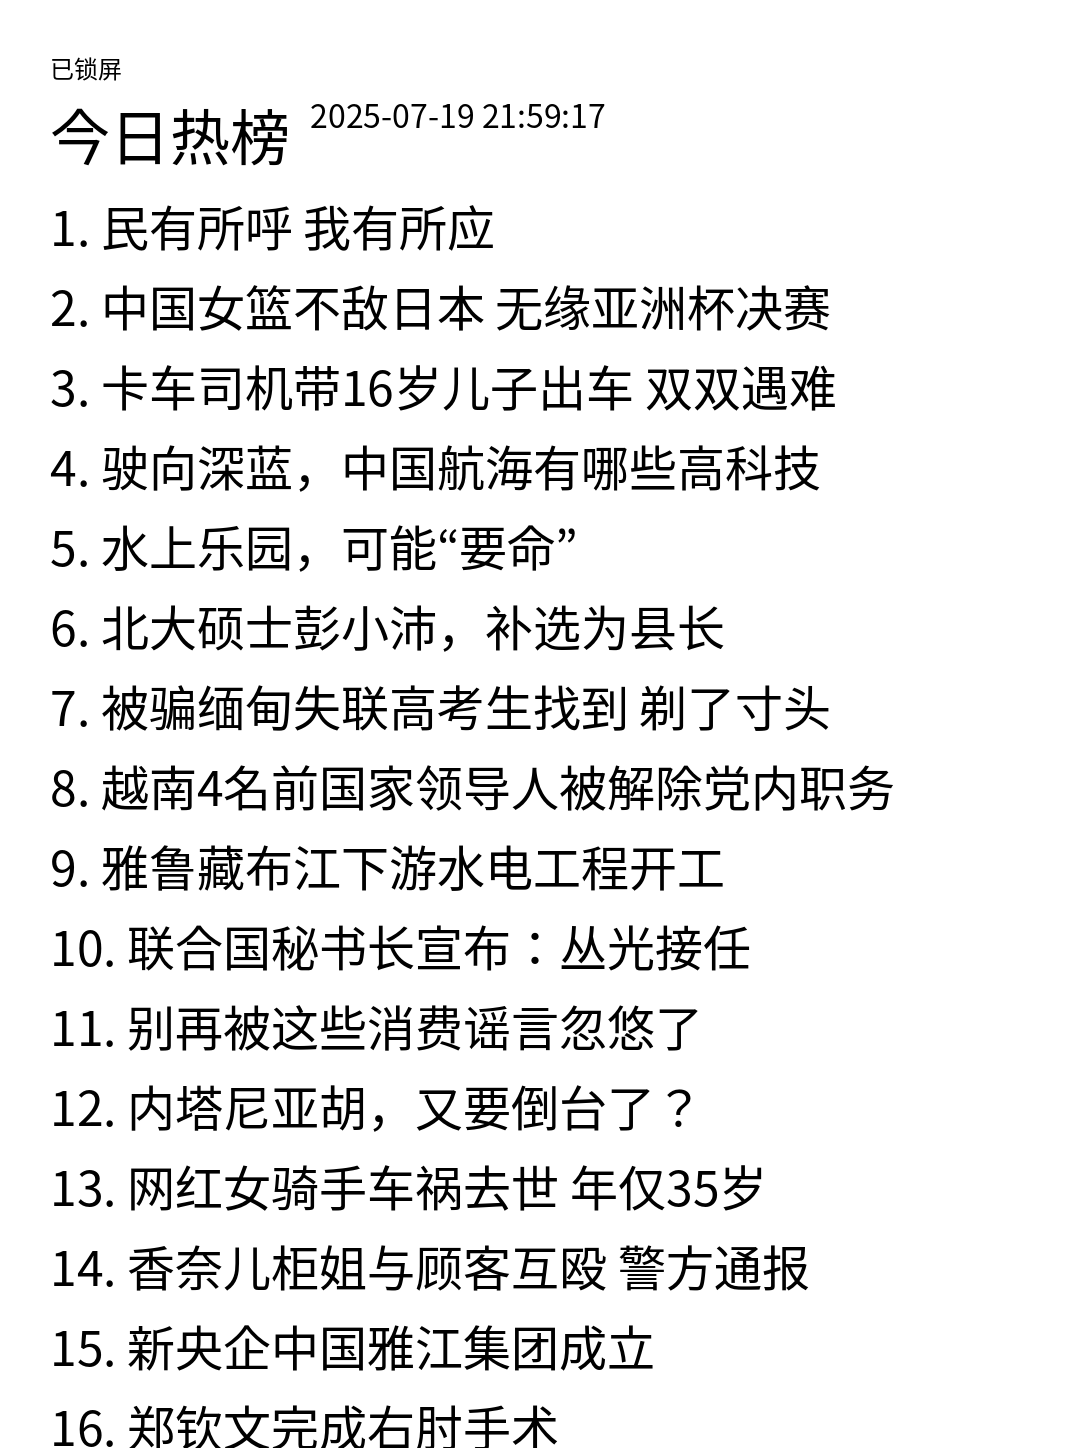 已锁屏
今日热榜 2025-07-19 21:59:17
1. 民有所呼 我有所应
2. 中国女篮不敌日本 无缘亚洲杯决赛
3. 卡车司机带16岁儿子出车 双双遇难
4. 驶向深蓝，中国航海有哪些高科技
5. 水上乐园，可能“要命”
6. 北大硕士彭小沛，补选为县长
7. 被骗缅甸失联高考生找到 剃了寸头
8. 越南4名前国家领导人被解除党内职务
9. 雅鲁藏布江下游水电工程开工
10. 联合国秘书长宣布：丛光接任
11. 别再被这些消费谣言忽悠了
12. 内塔尼亚胡，又要倒台了？
13. 网红女骑手车祸去世 年仅35岁
14. 香奈儿柜姐与顾客互殴 警方通报
15. 新央企中国雅江集团成立
16. 郑钦文完成右肘手术